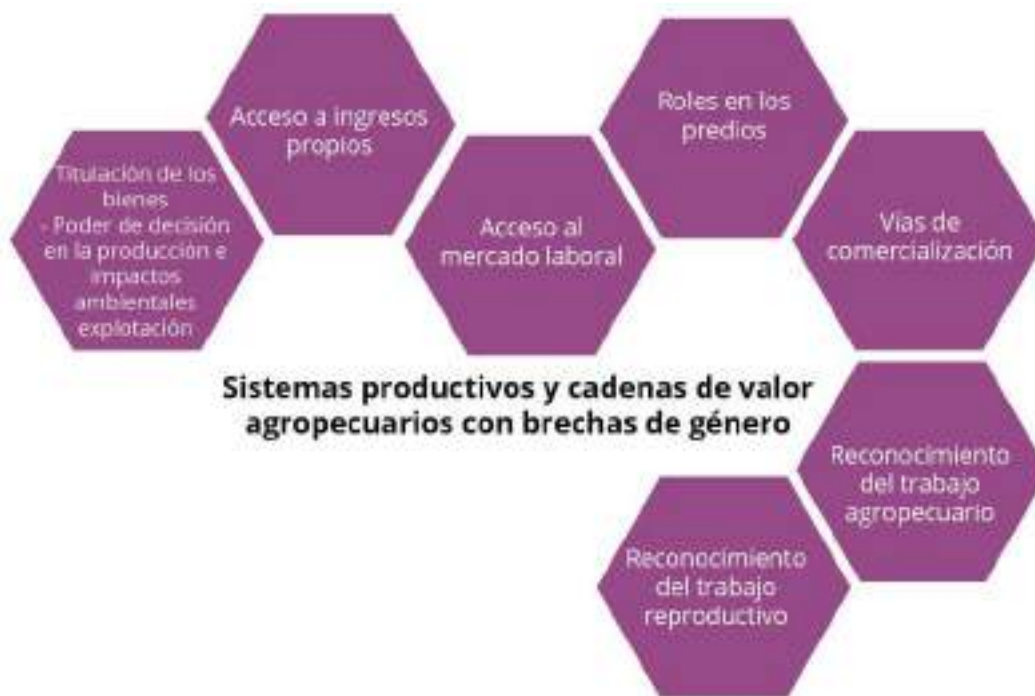 Titulación de los
bienes
- Poder de decisión
en la producción e
impactos
ambientales
explotación
Acceso a ingresos
propios
Acceso al
mercado laboral
Roles en los
predios
Vías de
comercialización
Reconocimiento
del trabajo
agropecuario
Reconocimiento
del trabajo
reproductivo
Sistemas productivos y cadenas de valor
agropecuarios con brechas de género